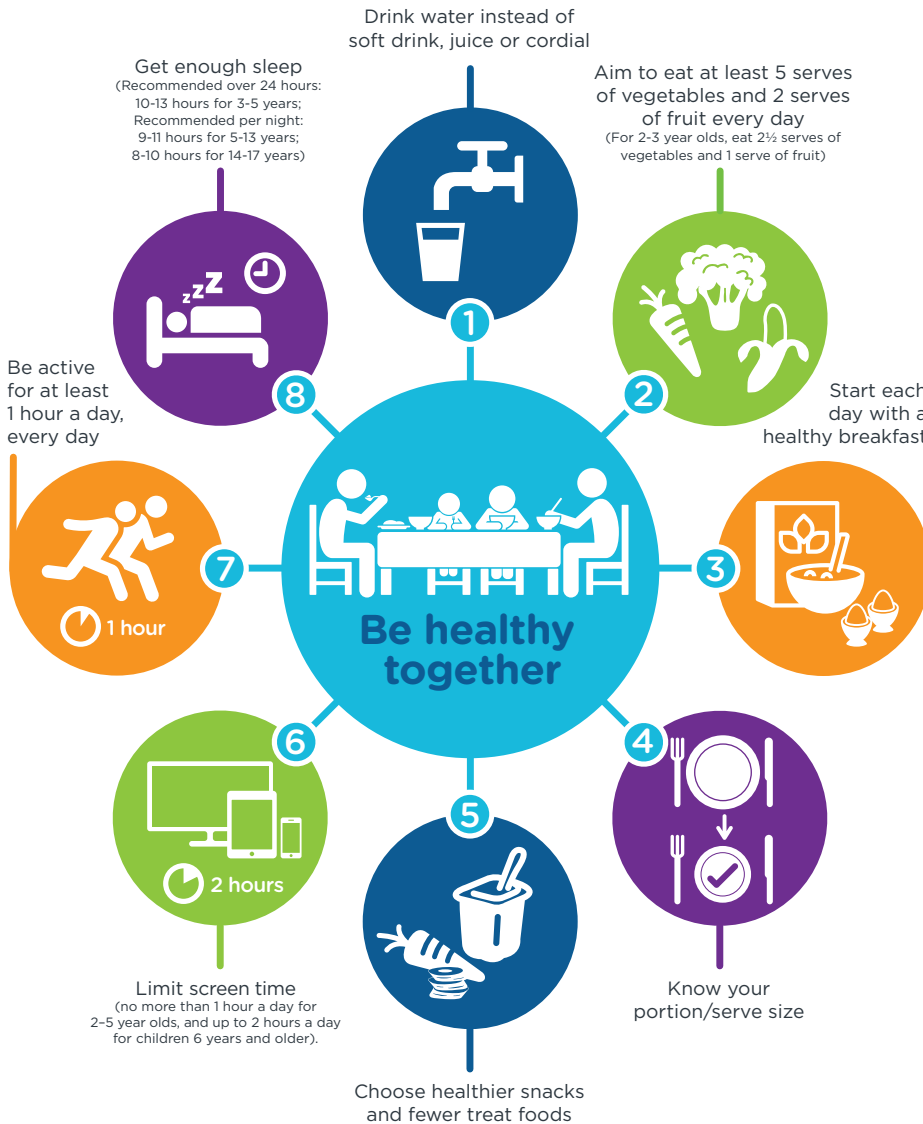 Drink water instead of
soft drink, juice or cordial
1
Aim to eat at least 5 serves
of vegetables and 2 serves
of fruit every day
(For 2-3 year olds, eat 2½ serves of
vegetables and 1 serve of fruit)
2
Start each
day with a
healthy breakfast
3
4
Know your
portion/serve size
5
Choose healthier snacks
and fewer treat foods
6
2 hours
Limit screen time
(no more than 1 hour a day for
2–5 year olds, and up to 2 hours a day
for children 6 years and older).
Be active
for at least
1 hour a day,
every day
7
1 hour
Get enough sleep
(Recommended over 24 hours:
10-13 hours for 3-5 years;
Recommended per night:
9-11 hours for 5-13 years;
8-10 hours for 14-17 years)
zzZZ
8
Be healthy
together